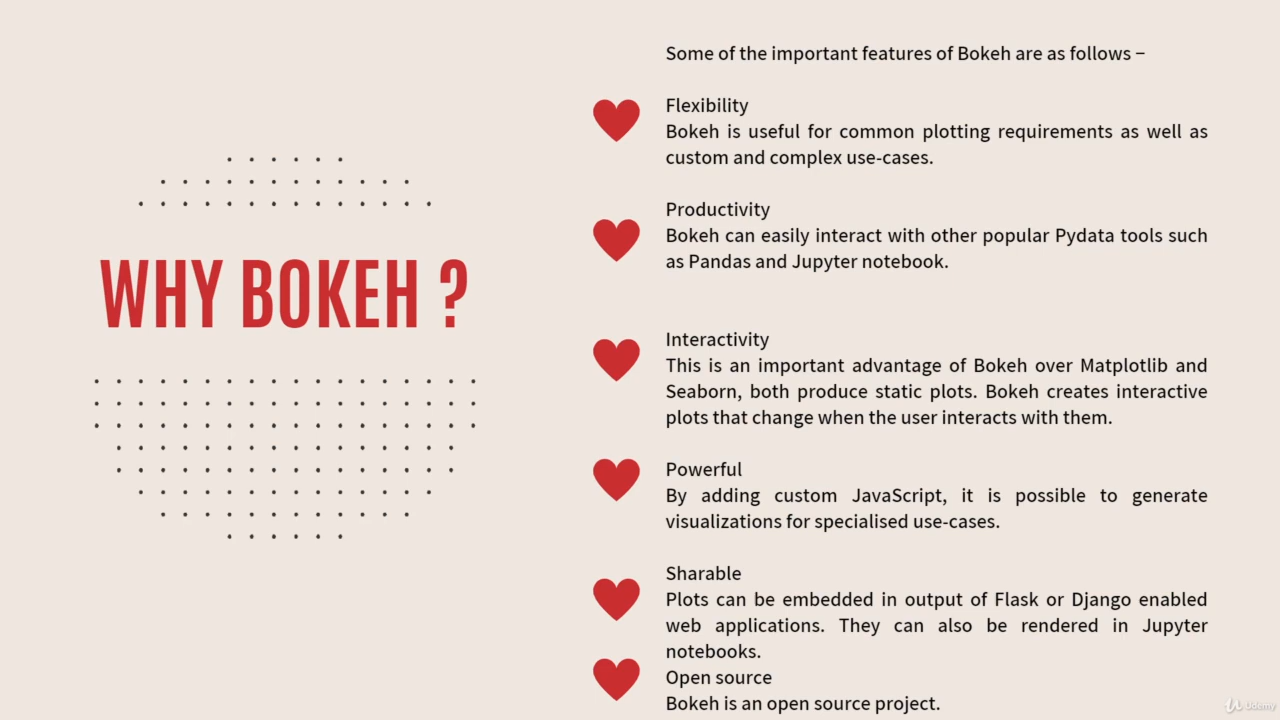 WHY BOKEH ?
Some of the important features of Bokeh are as follows −
Flexibility
Bokeh is useful for common plotting requirements as well as
custom and complex use-cases.
Productivity
Bokeh can easily interact with other popular Pydata tools such
as Pandas and Jupyter notebook.
Interactivity
This is an important advantage of Bokeh over Matplotlib and
Seaborn, both produce static plots. Bokeh creates interactive
plots that change when the user interacts with them.
Powerful
By adding custom JavaScript, it is possible to generate
visualizations for specialised use-cases.
Sharable
Plots can be embedded in output of Flask or Django enabled
web applications. They can also be rendered in Jupyter
notebooks.
Open source
Bokeh is an open source project.
Udemy